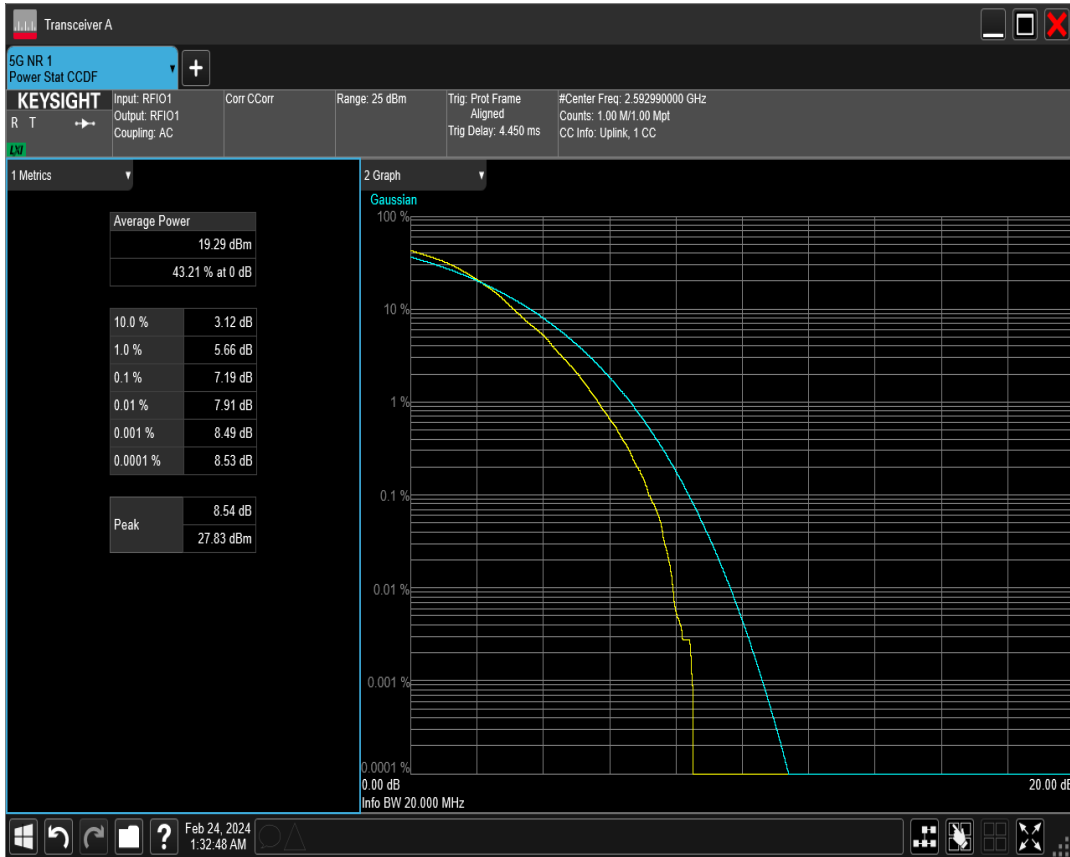 Transceiver A
5G NR 1
Power Stat CCDF
+
KEYSIGHT
R T
LXI
Input: RFIO1
Output: RFIO1
Coupling: AC
Corr CCorr
Range: 25 dBm
Trig: Prot Frame
Aligned
Trig Delay: 4.450 ms
#Center Freq: 2.592990000 GHz
Counts: 1.00 M/1.00 Mpt
CC Info: Uplink, 1 CC
1 Metrics
Average Power
19.29 dBm
43.21 % at 0 dB
10.0 % 3.12 dB
1.0 % 5.66 dB
0.1 % 7.19 dB
0.01 % 7.91 dB
0.001 % 8.49 dB
0.0001 % 8.53 dB
Peak
8.54 dB
27.83 dBm
2 Graph
Gaussian
100 %
10 %
1 %
0.1 %
0.01 %
0.001 %
0.0001 %
0.00 dB 20.00 dB
Info BW 20.000 MHz
?
Feb 24, 2024
1:32:48 AM